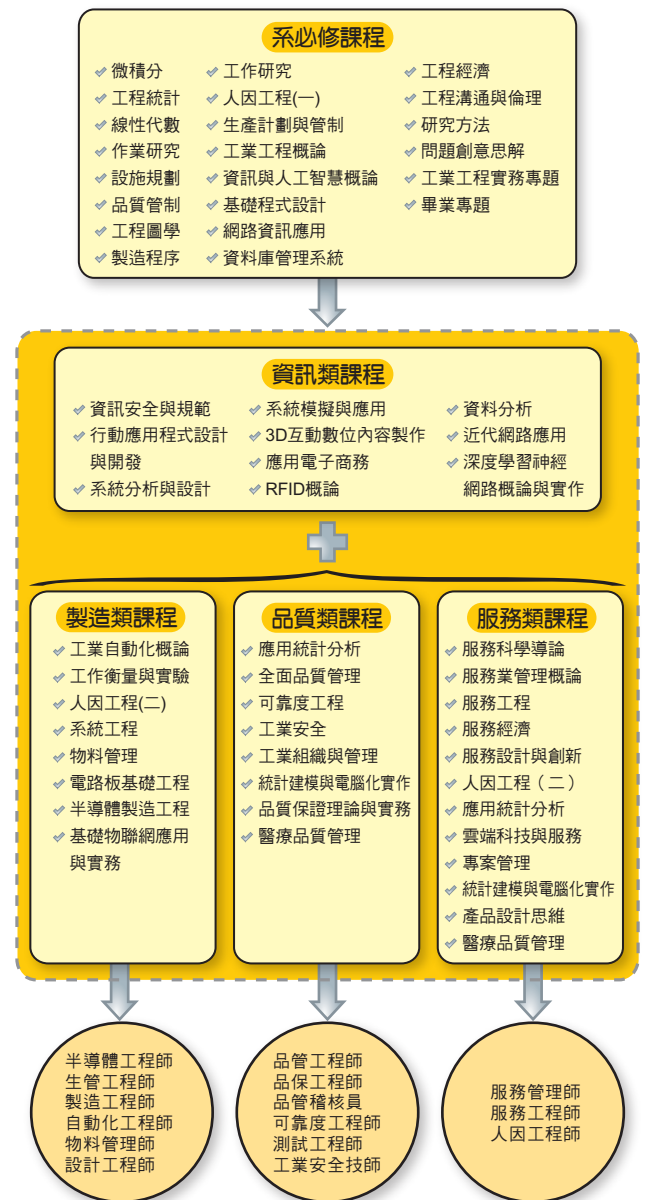 系必修課程
微積分
工程統計
線性代數
作業研究
設施規劃
品質管制
工程圖學
製造程序
工作研究
人因工程(一)
生產計劃與管制
工業工程概論
資訊與人工智慧概論
基礎程式設計
網路資訊應用
資料庫管理系統
工程經濟
工程溝通與倫理
研究方法
問題創意思解
工業工程實務專題
畢業專題
資訊類課程
資訊安全與規範
行動應用程式設計
與開發
系統分析與設計
系統模擬與應用
3D互動數位內容製作
應用電子商務
RFID概論
資料分析
近代網路應用
深度學習神經
網路概論與實作
製造類課程
工業自動化概論
工作衡量與實驗
人因工程(二)
系統工程
物料管理
電路板基礎工程
半導體製造工程
基礎物聯網應用
與實務
品質類課程
應用統計分析
全面品質管理
可靠度工程
工業安全
工業組織與管理
統計建模與電腦化實作
品質保證理論與實務
醫療品質管理
服務類課程
服務科學導論
服務業管理概論
服務工程
服務經濟
服務設計與創新
人因工程（二）
應用統計分析
雲端科技與服務
專案管理
統計建模與電腦化實作
產品設計思維
醫療品質管理
半導體工程師
生管工程師
製造工程師
自動化工程師
物料管理師
設計工程師
品管工程師
品保工程師
品管稽核員
可靠度工程師
測試工程師
工業安全技師
服務管理師
服務工程師
人因工程師